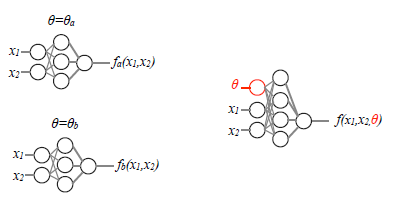 θ=θa
x1
x2
fa(x1,x2)
θ=θb
x1
x2
fb(x1,x2)
θ
x1
x2
f(x1,x2,θ)